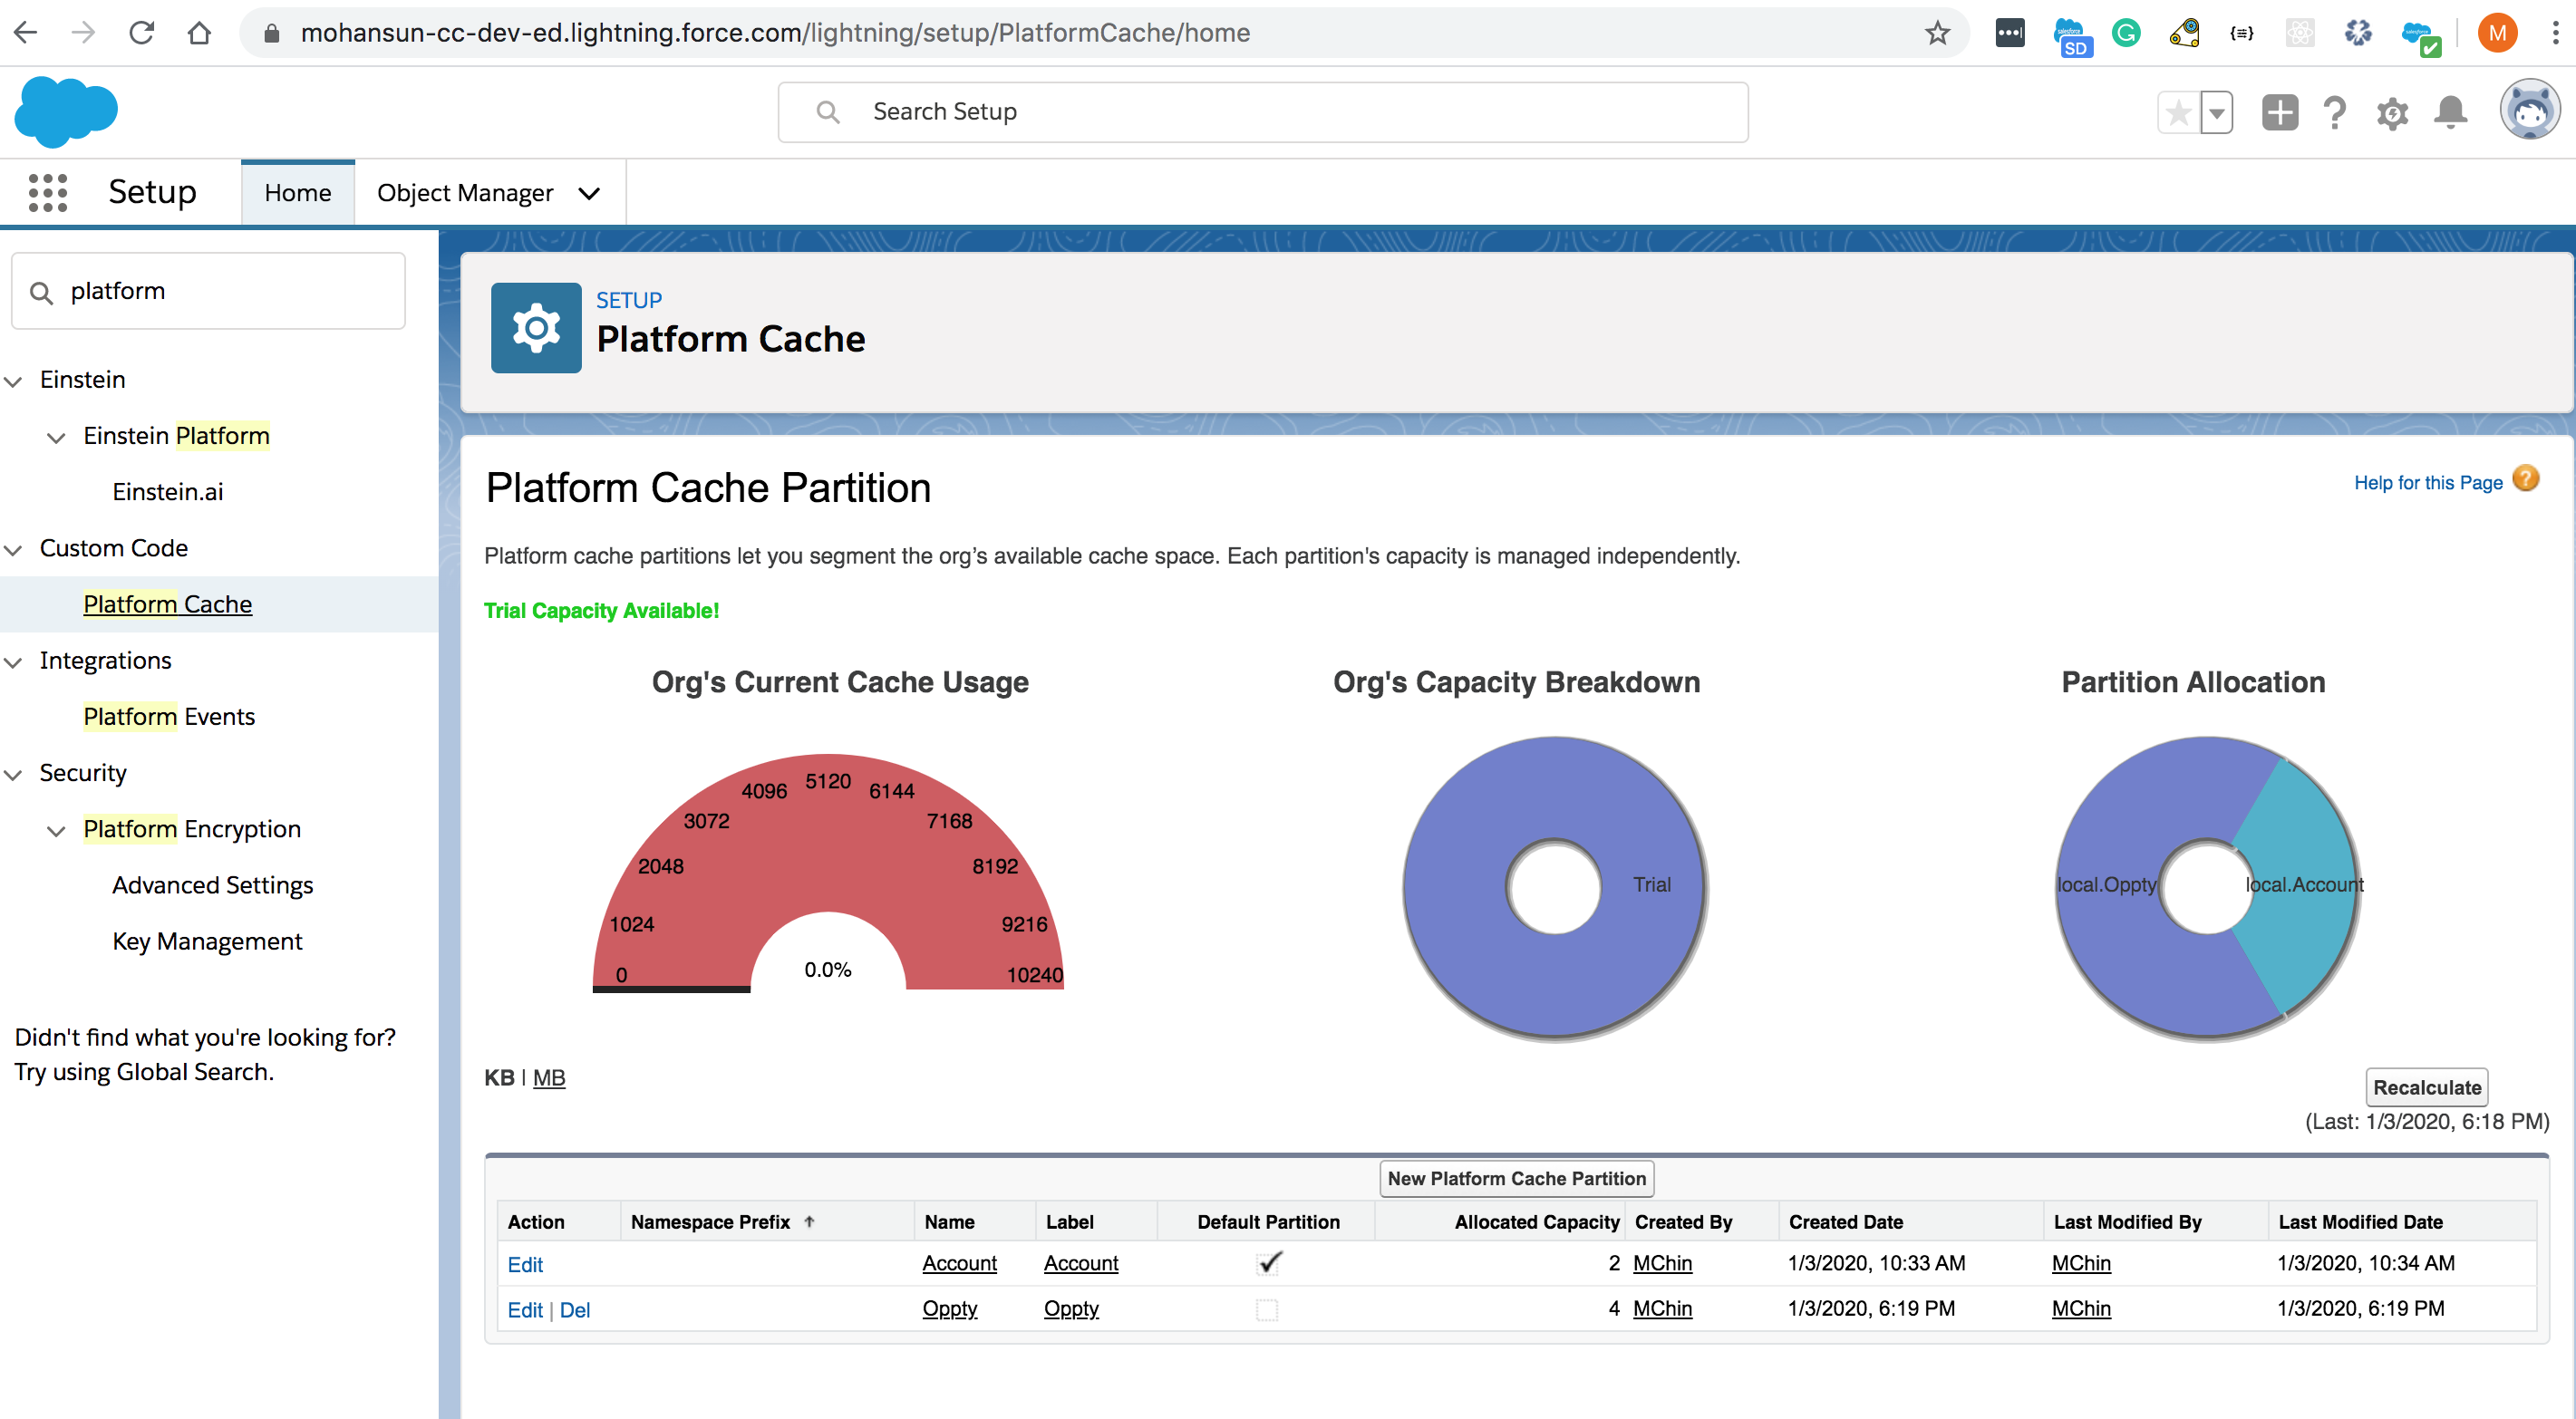 mohansun-cc-dev-ed.lightning.force.com/lightning/setup/PlatformCache/home
SD
M
Search Setup
Setup
Home
Object Manager
platform
Einstein
Einstein Platform
Einstein.ai
Custom Code
Platform Cache
Integrations
Platform Events
Security
Platform Encryption
Advanced Settings
Key Management
Didn't find what you're looking for?
Try using Global Search.
SETUP
Platform Cache
Platform Cache Partition
Help for this Page
Platform cache partitions let you segment the org’s available cache space. Each partition's capacity is managed independently.
Trial Capacity Available!
Org's Current Cache Usage
0
1024
2048
3072
4096
5120
6144
7168
8192
9216
10240
0.0%
Org's Capacity Breakdown
Trial
Partition Allocation
local.Oppty
local.Account
KB | MB
Recalculate
(Last: 1/3/2020, 6:18 PM)
New Platform Cache Partition
Action Namespace Prefix Name Label Default Partition Allocated Capacity Created By Created Date Last Modified By Last Modified Date
Edit Account Account 2 MChin 1/3/2020, 10:33 AM MChin 1/3/2020, 10:34 AM
Edit | Del Oppty Oppty 4 MChin 1/3/2020, 6:19 PM MChin 1/3/2020, 6:19 PM